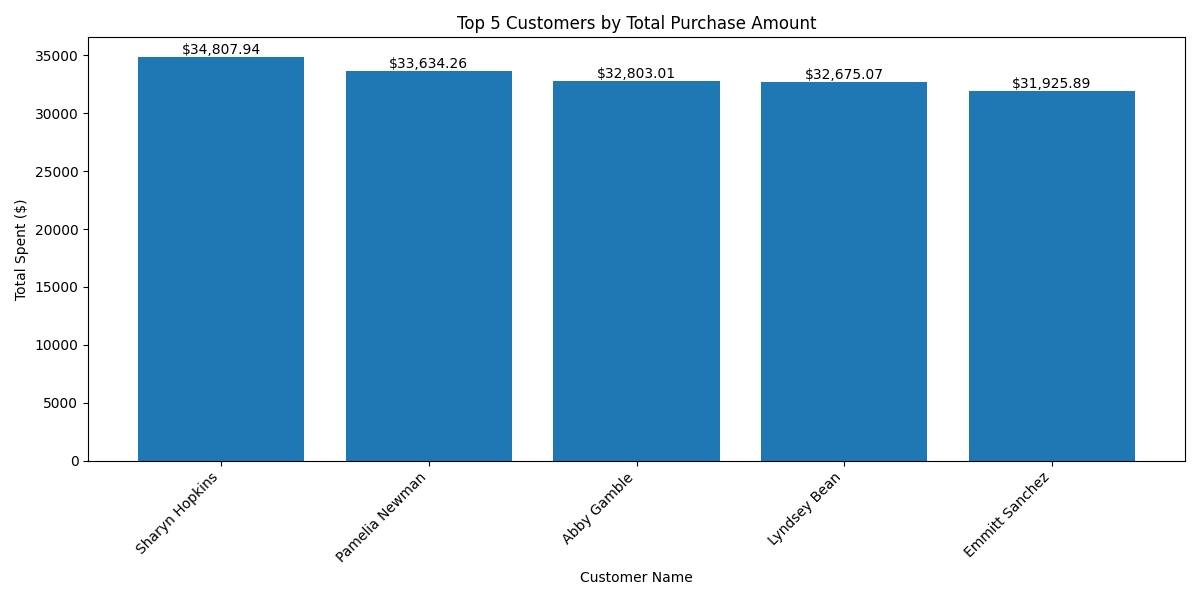 Top 5 Customers by Total Purchase Amount
Total Spent ($)
35000
30000
25000
20000
15000
10000
5000
0
$34,807.94
$33,634.26
$32,803.01
$32,675.07
$31,925.89
Sharyn Hopkins
Pamelia Newman
Abby Gamble
Lyndsey Bean
Emmitt Sanchez
Customer Name